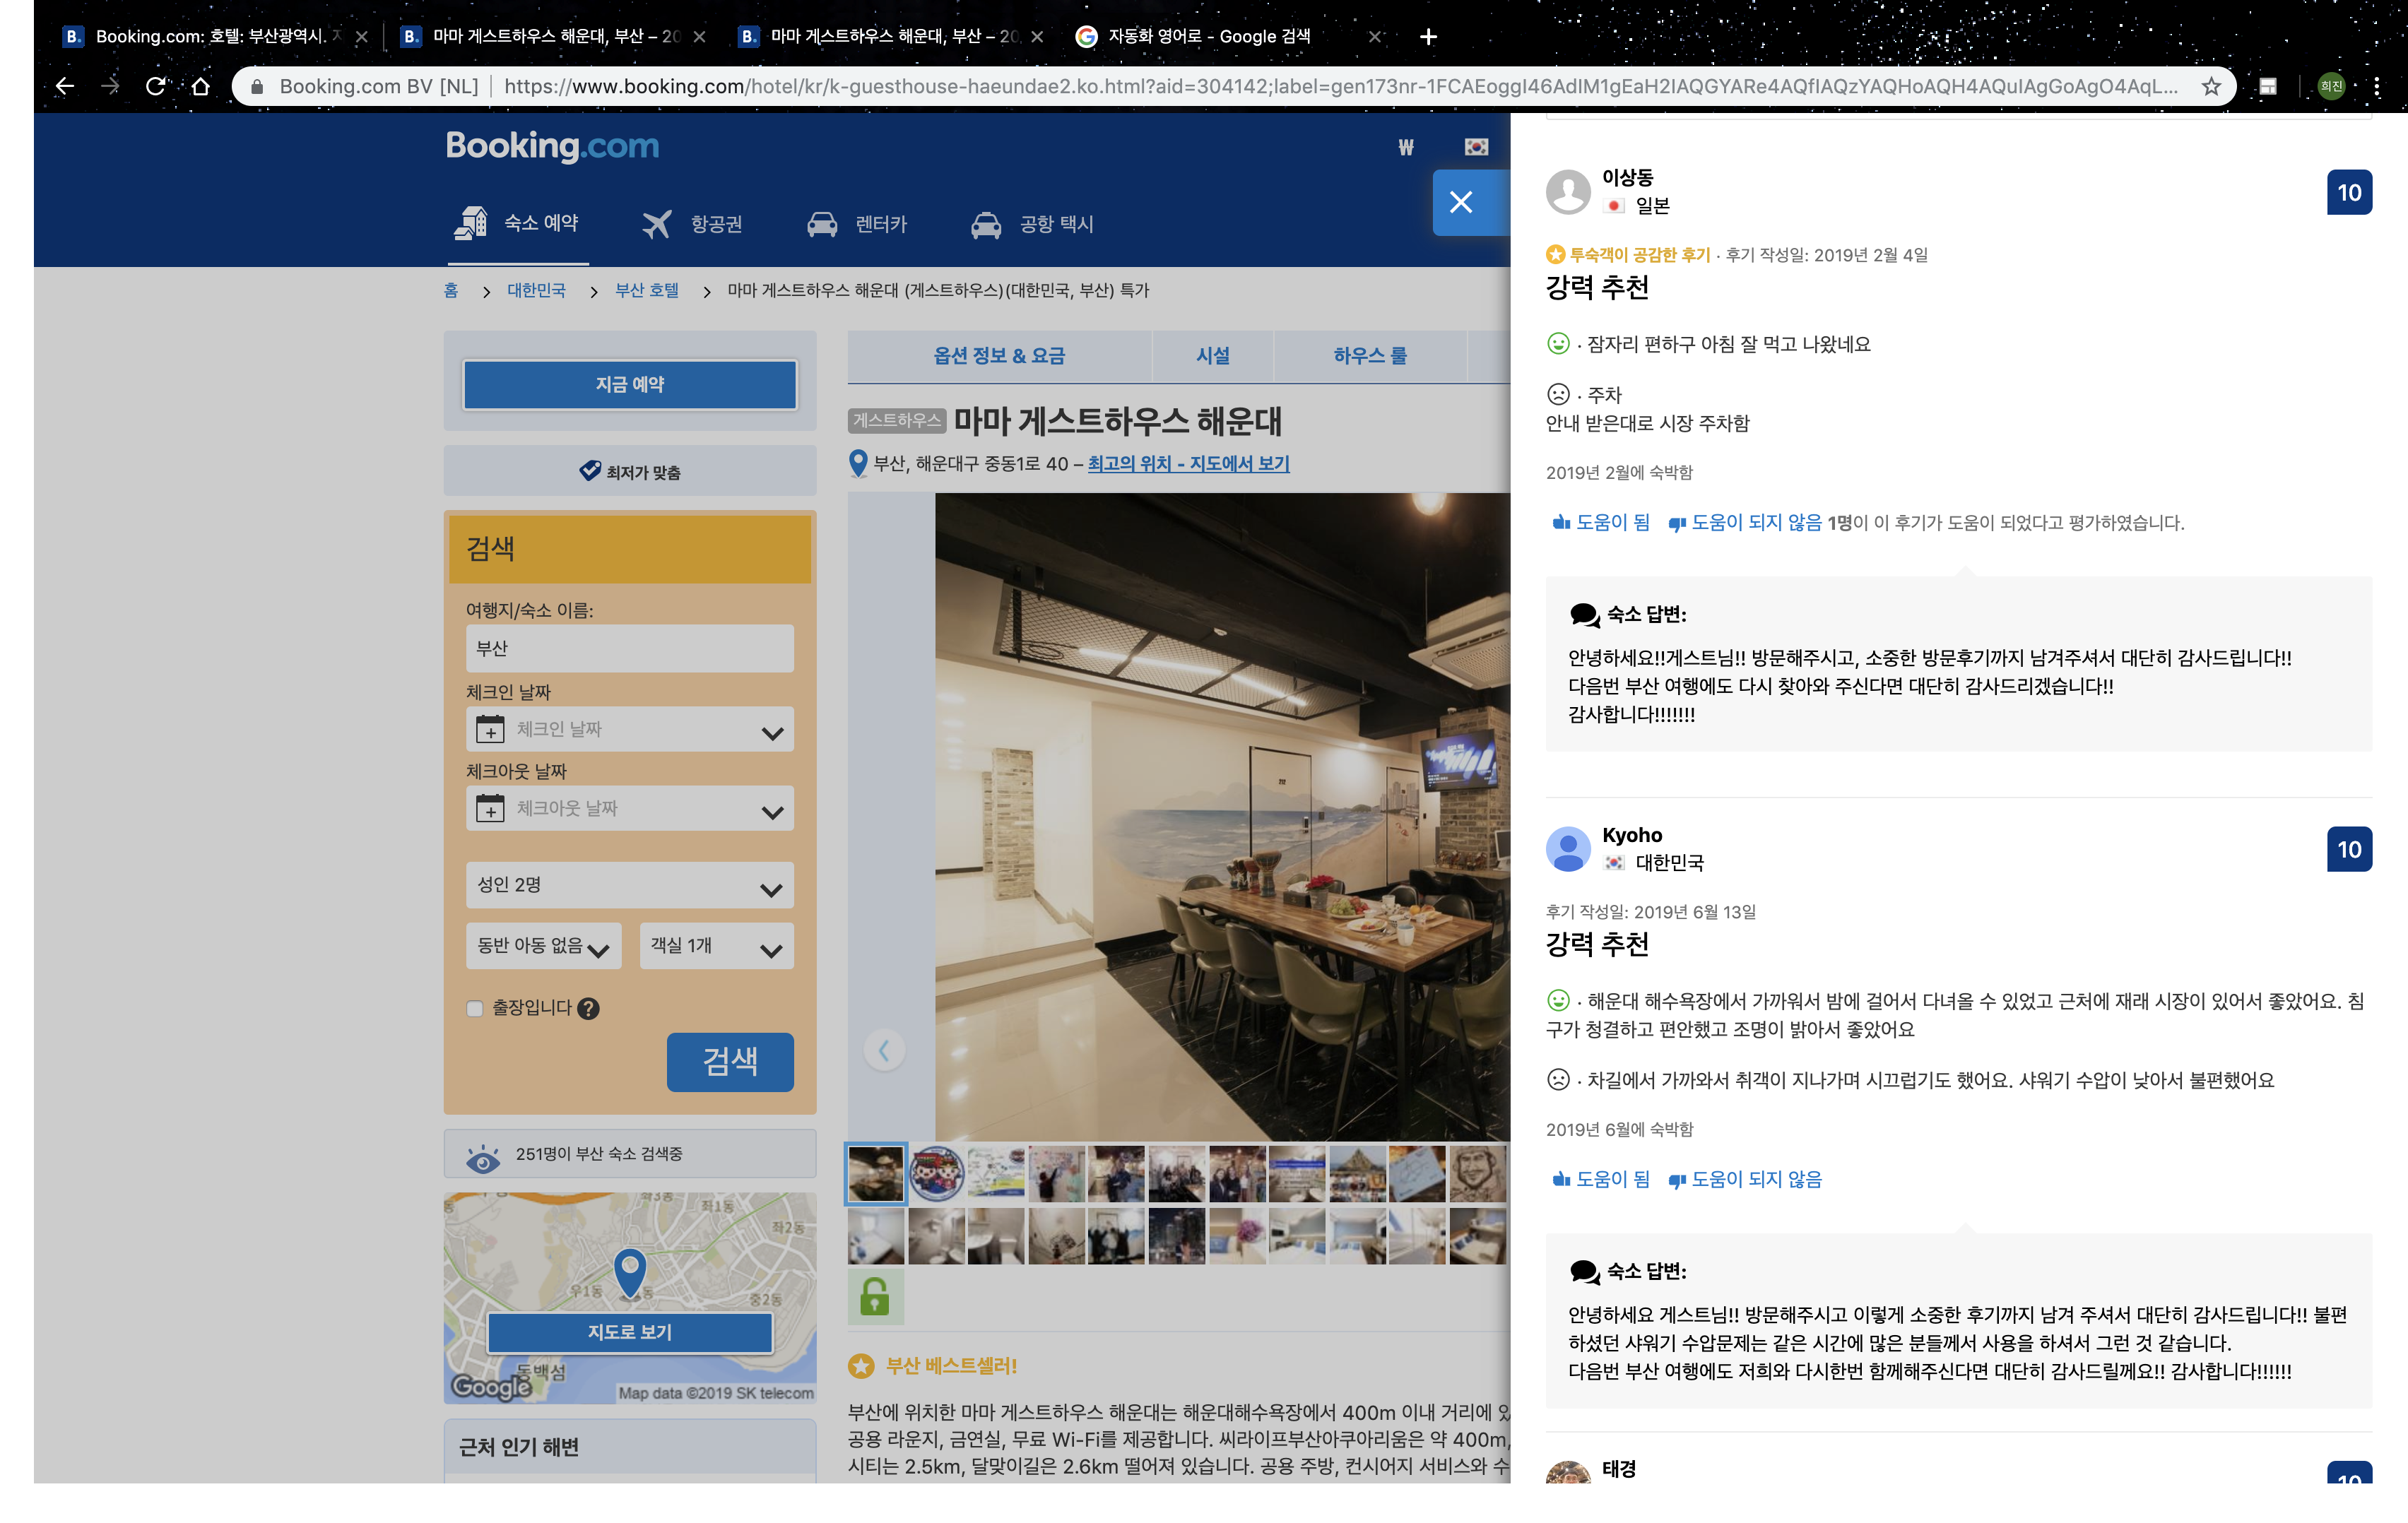 Booking.com: 호텔: 부산광역시.
마마 게스트하우스 해운대, 부산 – 20
마마 게스트하우스 해운대, 부산 – 20
자동화 영어로 - Google 검색
Booking.com BV [NL] | https://www.booking.com/hotel/kr/k-guesthouse-haeundae2.ko.html?aid=304142;label=gen173nr-1FCAEoggI46AdIM1gEaH2IAQGYARe4AQfIAQzYAQHoAQH4AQuIAgGoAgO4AqL...
희진
Booking.com
₩
숙소 예약
항공권
렌터카
공항 택시
홈 > 대한민국 > 부산 호텔 > 마마 게스트하우스 해운대 (게스트하우스)(대한민국, 부산) 특가
지금 예약
최저가 맞춤
검색
여행지/숙소 이름:
부산
체크인 날짜
체크인 날짜
체크아웃 날짜
체크아웃 날짜
성인 2명
동반 아동 없음
객실 1개
출장입니다 ?
검색
251명이 부산 숙소 검색중
좌1동
좌2동
우1동
중2동
지도로 보기
동백섬
Google
Map data ©2019 SK telecom
근처 인기 해변
옵션 정보 & 요금
시설
하우스 룰
게스트하우스 마마 게스트하우스 해운대
부산, 해운대구 중동1로 40 – 최고의 위치 - 지도에서 보기
부산 베스트셀러!
부산에 위치한 마마 게스트하우스 해운대는 해운대해수욕장에서 400m 이내 거리에
공용 라운지, 금연실, 무료 Wi-Fi를 제공합니다. 씨라이프부산아쿠아리움은 약 400m,
시티는 2.5km, 달맞이길은 2.6km 떨어져 있습니다. 공용 주방, 컨시어지 서비스와 수
이상동
일본
10
투숙객이 공감한 후기 · 후기 작성일: 2019년 2월 4일
강력 추천
· 잠자리 편하구 아침 잘 먹고 나왔네요
· 주차
안내 받은대로 시장 주차함
2019년 2월에 숙박함
도움이 됨 도움이 되지 않음 1명이 이 후기가 도움이 되었다고 평가하였습니다.
숙소 답변:
안녕하세요!!게스트님!! 방문해주시고, 소중한 방문후기까지 남겨주셔서 대단히 감사드립니다!!
다음번 부산 여행에도 다시 찾아와 주신다면 대단히 감사드리겠습니다!!
감사합니다!!!!!!!
Kyoho
대한민국
10
후기 작성일: 2019년 6월 13일
강력 추천
· 해운대 해수욕장에서 가까워서 밤에 걸어서 다녀올 수 있었고 근처에 재래 시장이 있어서 좋았어요. 침
구가 청결하고 편안했고 조명이 밝아서 좋았어요
· 차길에서 가까와서 취객이 지나가며 시끄럽기도 했어요. 샤워기 수압이 낮아서 불편했어요
2019년 6월에 숙박함
도움이 됨 도움이 되지 않음
숙소 답변:
안녕하세요 게스트님!! 방문해주시고 이렇게 소중한 후기까지 남겨 주셔서 대단히 감사드립니다!! 불편
하셨던 샤워기 수압문제는 같은 시간에 많은 분들께서 사용을 하셔서 그런 것 같습니다.
다음번 부산 여행에도 저희와 다시한번 함께해주신다면 대단히 감사드릴께요!! 감사합니다!!!!!!
태경
10